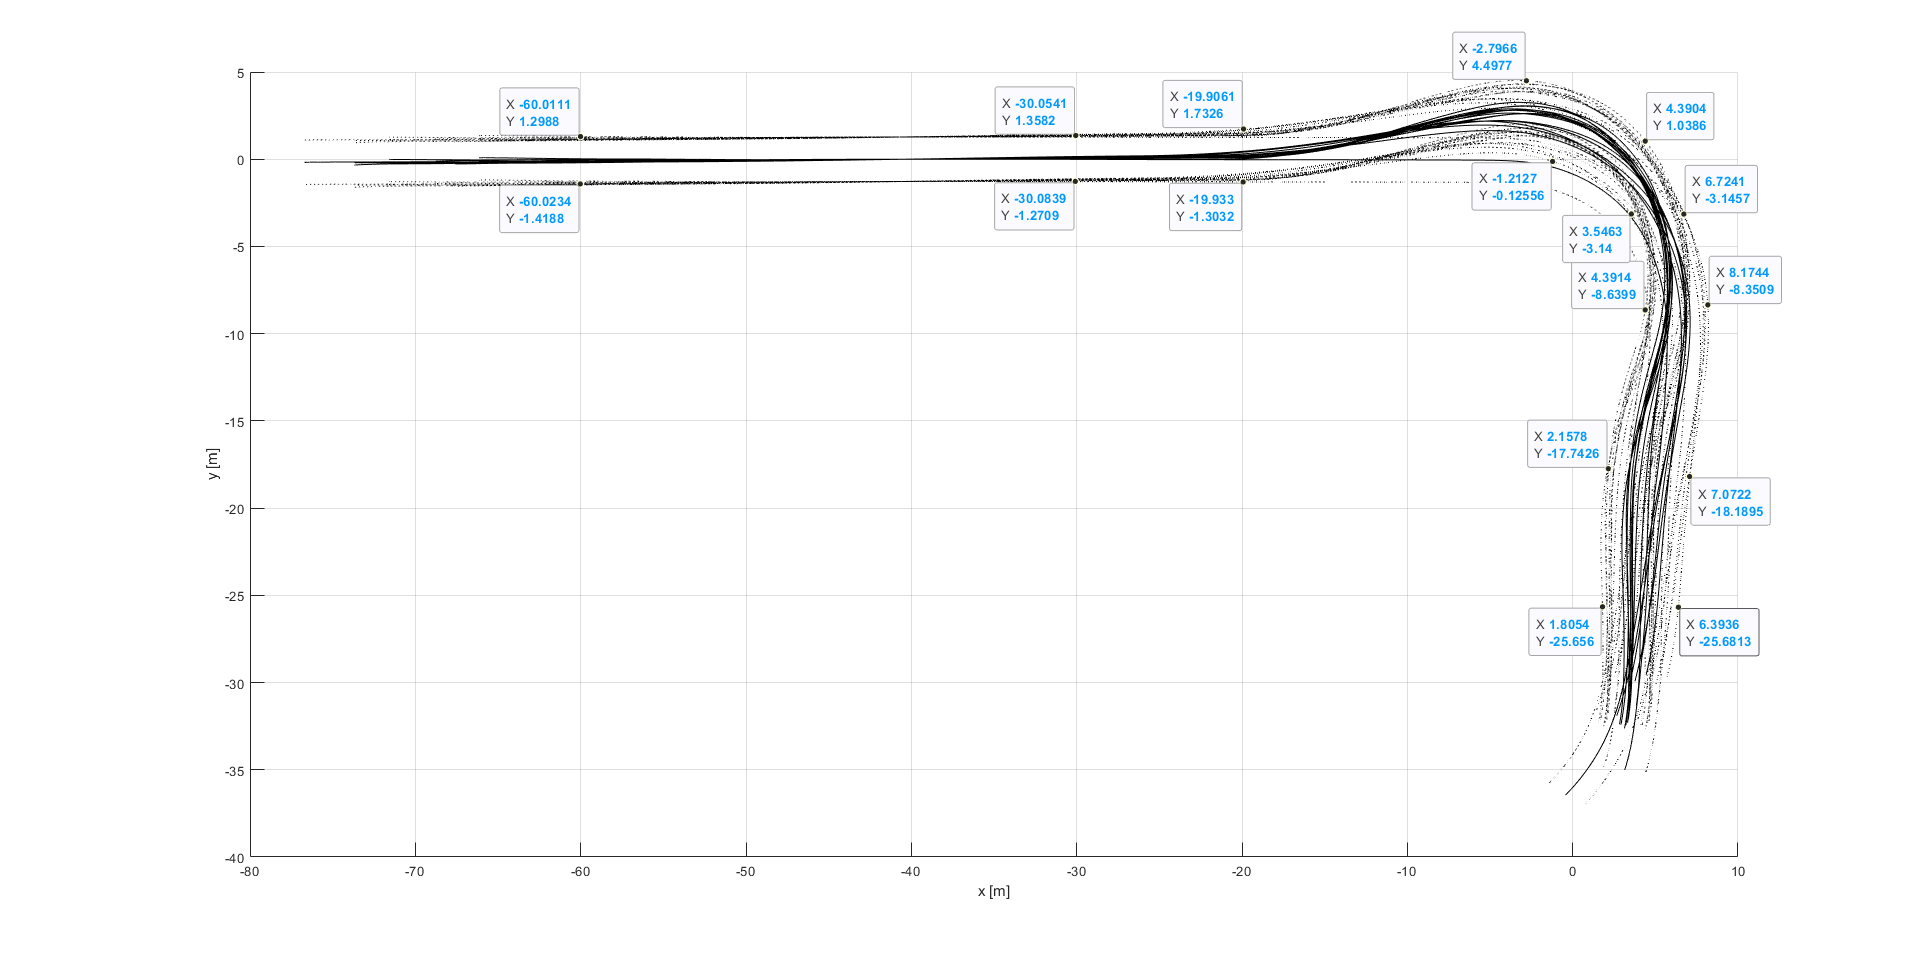 X -2.7966
Y 4.4977
5
X -60.0111
Y 1.2988
X -30.0541
Y 1.3582
X -19.9061
Y 1.7326
X 4.3904
Y 1.0386
0
X -60.0234
Y -1.4188
X -30.0839
Y -1.2709
X -19.933
Y -1.3032
X -1.2127
Y -0.12556
X 6.7241
Y -3.1457
X 3.5463
Y -3.14
-5
X 4.3914
Y -8.6399
X 8.1744
Y -8.3509
-10
-15
X 2.1578
Y -17.7426
y [m]
X 7.0722
Y -18.1895
-20
-25
X 1.8054
Y -25.656
X 6.3936
Y -25.6813
-30
-35
-40
-80 -70 -60 -50 -40 -30 -20 -10 0 10
x [m]